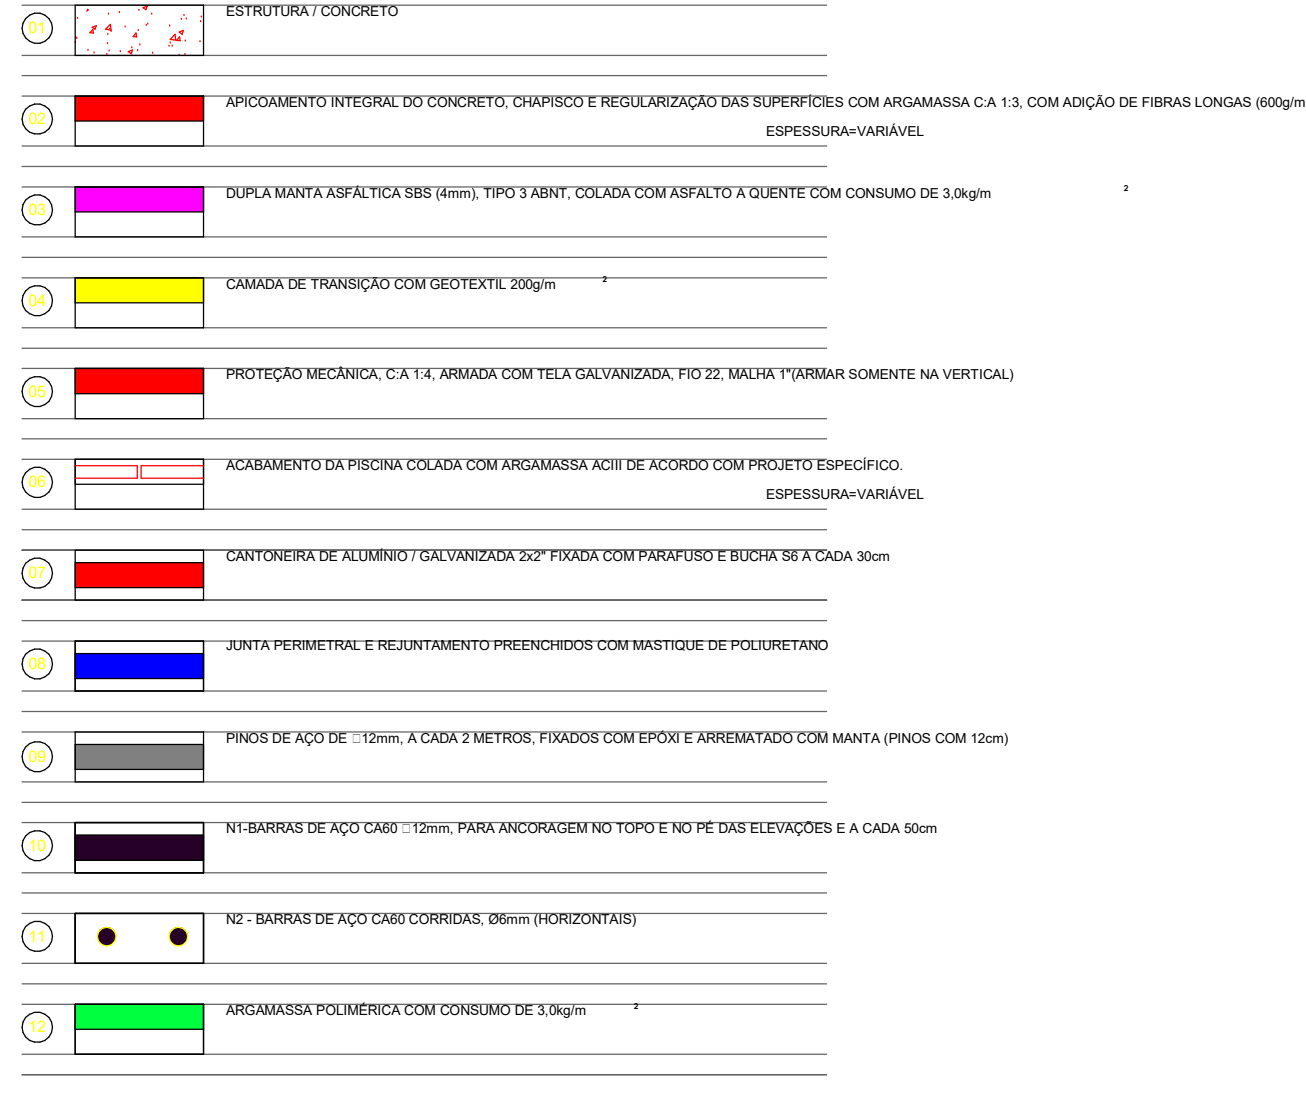 01 ESTRUTURA / CONCRETO
02 APICOAMENTO INTEGRAL DO CONCRETO, CHAPISCO E REGULARIZAÇÃO DAS SUPERFÍCIES COM ARGAMASSA C:A 1:3, COM ADIÇÃO DE FIBRAS LONGAS (600g/m
ESPESSURA=VARIÁVEL
03 DUPLA MANTA ASFÁLTICA SBS (4mm), TIPO 3 ABNT, COLADA COM ASFALTO A QUENTE COM CONSUMO DE 3,0kg/m ²
04 CAMADA DE TRANSIÇÃO COM GEOTEXTIL 200g/m ²
05 PROTEÇÃO MECÂNICA, C:A 1:4, ARMADA COM TELA GALVANIZADA, FIO 22, MALHA 1"(ARMAR SOMENTE NA VERTICAL)
06 ACABAMENTO DA PISCINA COLADA COM ARGAMASSA ACIII DE ACORDO COM PROJETO ESPECÍFICO.
ESPESSURA=VARIÁVEL
07 CANTONEIRA DE ALUMÍNIO / GALVANIZADA 2x2" FIXADA COM PARAFUSO E BUCHA S6 A CADA 30cm
08 JUNTA PERIMETRAL E REJUNTAMENTO PREENCHIDOS COM MASTIQUE DE POLIURETANO
09 PINOS DE AÇO DE □12mm, A CADA 2 METROS, FIXADOS COM EPÓXI E ARREMATADO COM MANTA (PINOS COM 12cm)
10 N1-BARRAS DE AÇO CA60 □12mm, PARA ANCORAGEM NO TOPO E NO PÉ DAS ELEVAÇÕES E A CADA 50cm
11 N2 - BARRAS DE AÇO CA60 CORRIDAS, Ø6mm (HORIZONTAIS)
12 ARGAMASSA POLIMÉRICA COM CONSUMO DE 3,0kg/m ²